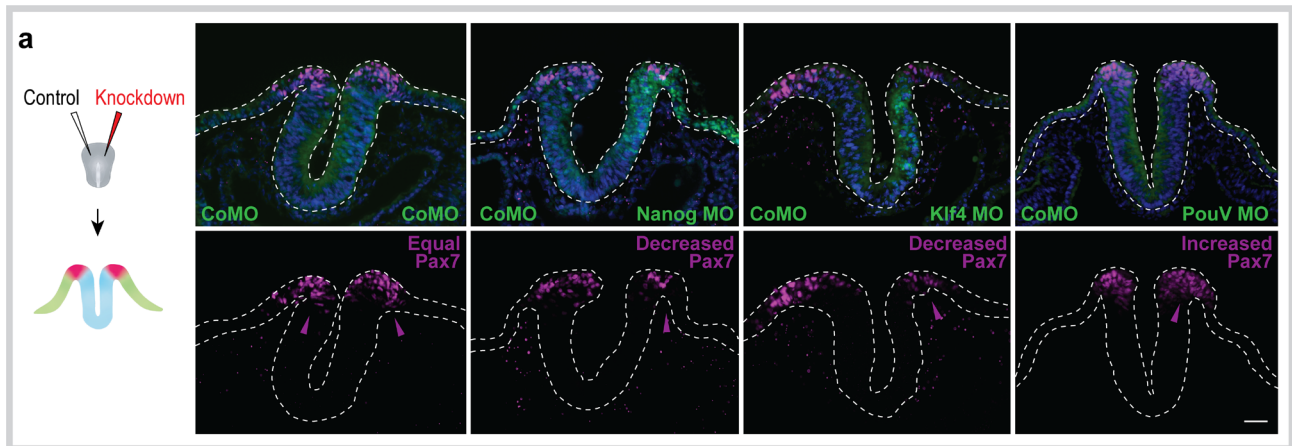 a
Control Knockdown
CoMO CoMO
CoMO Nanog MO
CoMO Klf4 MO
CoMO PouV MO
Equal
Pax7
Decreased
Pax7
Decreased
Pax7
Increased
Pax7